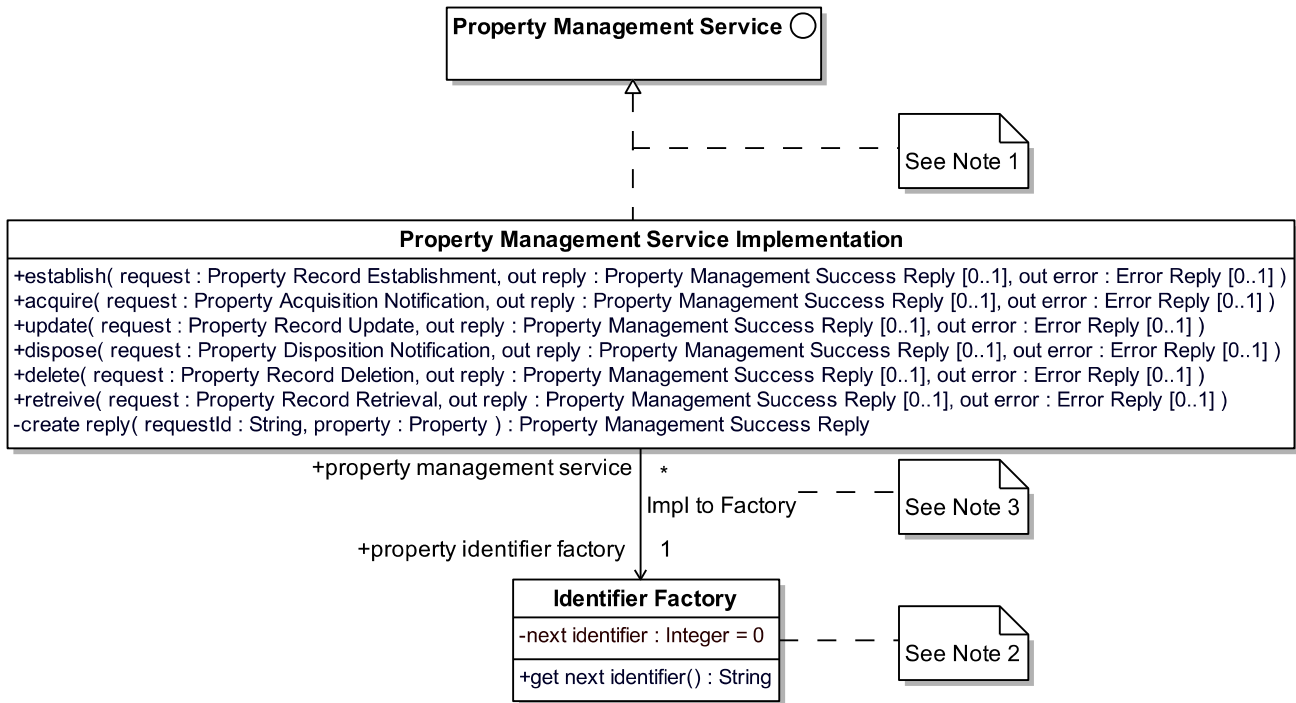 Property Management Service
See Note 1
Property Management Service Implementation
+establish( request : Property Record Establishment, out reply : Property Management Success Reply [0..1], out error : Error Reply [0..1] )
+acquire( request : Property Acquisition Notification, out reply : Property Management Success Reply [0..1], out error : Error Reply [0..1] )
+update( request : Property Record Update, out reply : Property Management Success Reply [0..1], out error : Error Reply [0..1] )
+dispose( request : Property Disposition Notification, out reply : Property Management Success Reply [0..1], out error : Error Reply [0..1] )
+delete( request : Property Record Deletion, out reply : Property Management Success Reply [0..1], out error : Error Reply [0..1] )
+retreive( request : Property Record Retrieval, out reply : Property Management Success Reply [0..1], out error : Error Reply [0..1] )
-create reply( requestId : String, property : Property ) : Property Management Success Reply
+property management service *
Impl to Factory
See Note 3
+property identifier factory 1
Identifier Factory
-next identifier : Integer = 0
See Note 2
+get next identifier() : String